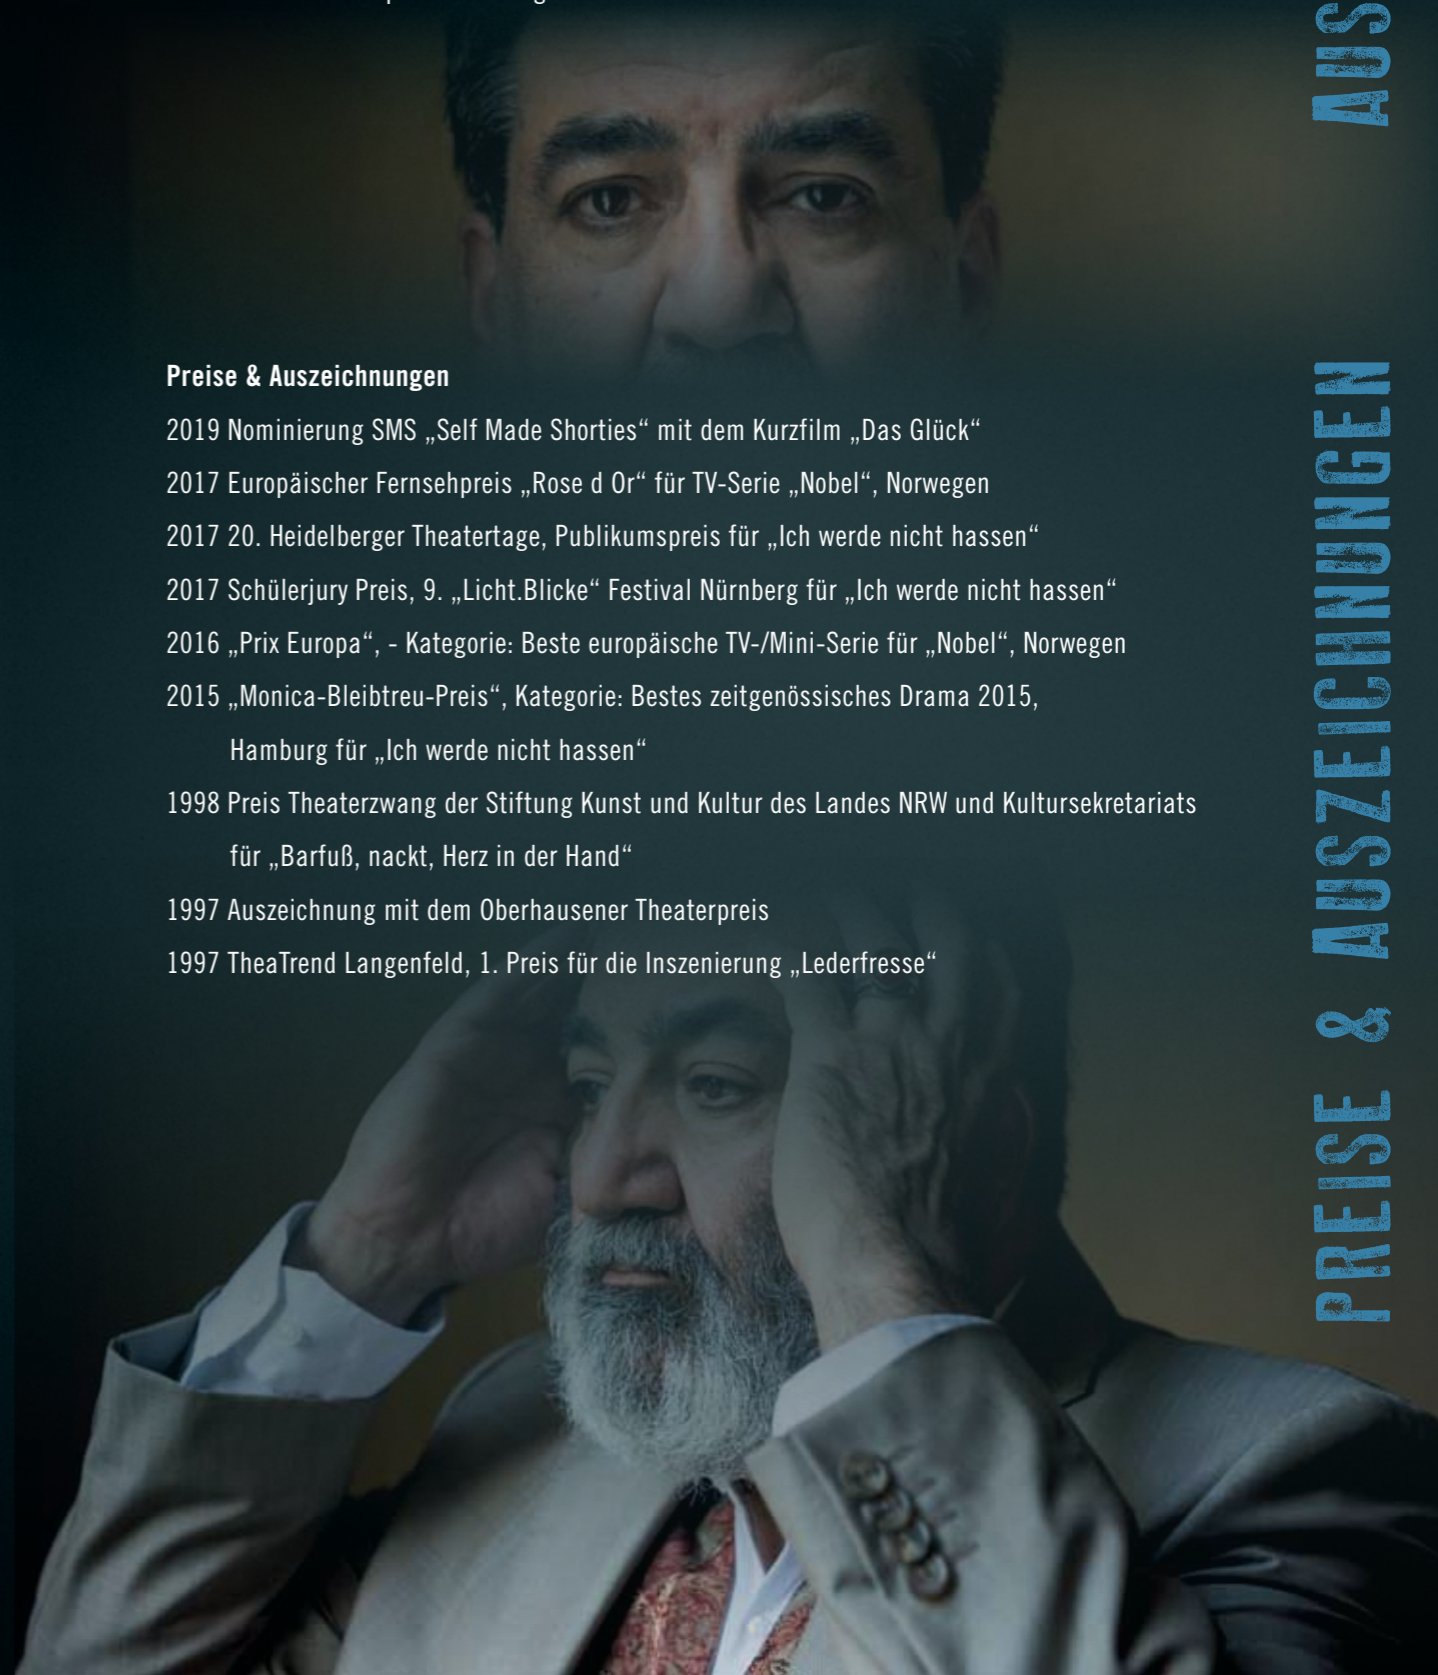 Preise & Auszeichnungen
2019 Nominierung SMS „Self Made Shorties“ mit dem Kurzfilm „Das Glück“
2017 Europäischer Fernsehpreis „Rose d Or“ für TV-Serie „Nobel“, Norwegen
2017 20. Heidelberger Theatertage, Publikumspreis für „Ich werde nicht hassen“
2017 Schülerjury Preis, 9. „Licht.Blicke“ Festival Nürnberg für „Ich werde nicht hassen“
2016 „Prix Europa“, - Kategorie: Beste europäische TV-/Mini-Serie für „Nobel“, Norwegen
2015 „Monica-Bleibtreu-Preis“, Kategorie: Bestes zeitgenössisches Drama 2015,
Hamburg für „Ich werde nicht hassen“
1998 Preis Theaterzwang der Stiftung Kunst und Kultur des Landes NRW und Kultursekretariats
für „Barfuß, nackt, Herz in der Hand“
1997 Auszeichnung mit dem Oberhausener Theaterpreis
1997 TheaTrend Langenfeld, 1. Preis für die Inszenierung „Lederfresse“
PREISE & AUSZEICHNUNGEN
AUS